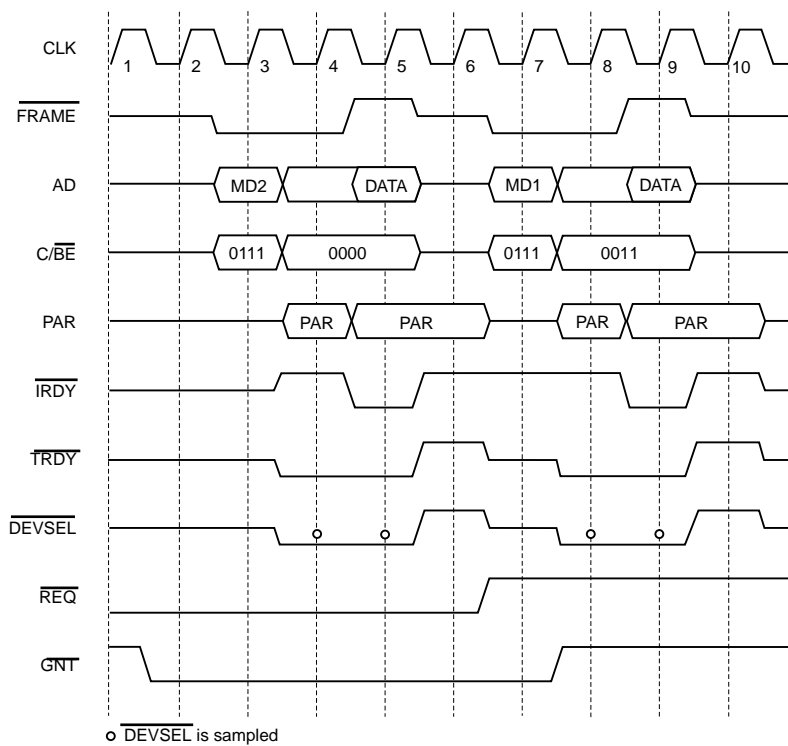 CLK
1 2 3 4 5 6 7 8 9 10
FRAME
AD MD2 DATA MD1 DATA
C/BE 0111 0000 0111 0011
PAR PAR PAR PAR PAR
IRDY
TRDY
DEVSEL
REQ
GNT
DEVSEL is sampled